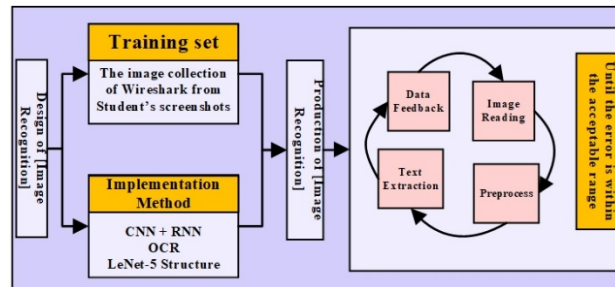 Design of [Image
Recognition]
Training set
The image collection
of Wireshark from
Student's screenshots
Implementation
Method
CNN + RNN
OCR
LeNet-5 Structure
Production of [Image
Recognition]
Data
Feedback
Image
Reading
Text
Extraction
Preprocess
Until the error is within
the acceptable range